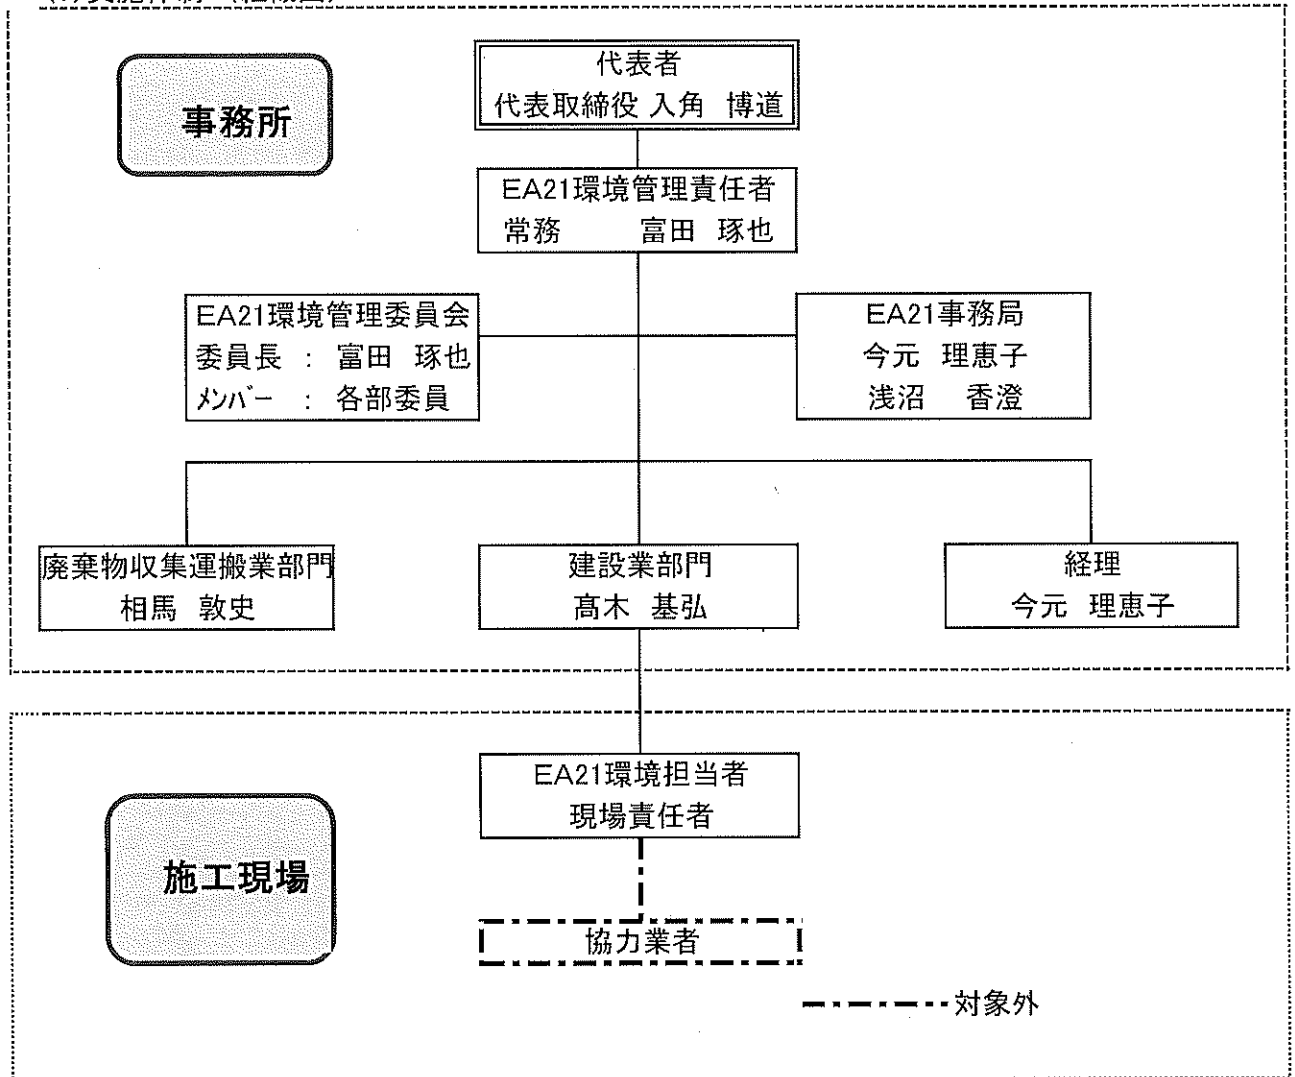 事務所
代表者
代表取締役 入角 博道
EA21環境管理責任者
常務 富田 琢也
EA21環境管理委員会
委員長 : 富田 琢也
メンバー : 各部委員
EA21事務局
今元 理恵子
浅沼 香澄
廃棄物収集運搬業部門
相馬 敦史
建設業部門
髙木 基弘
経理
今元 理恵子
EA21環境担当者
現場責任者
施工現場
協力業者
対象外